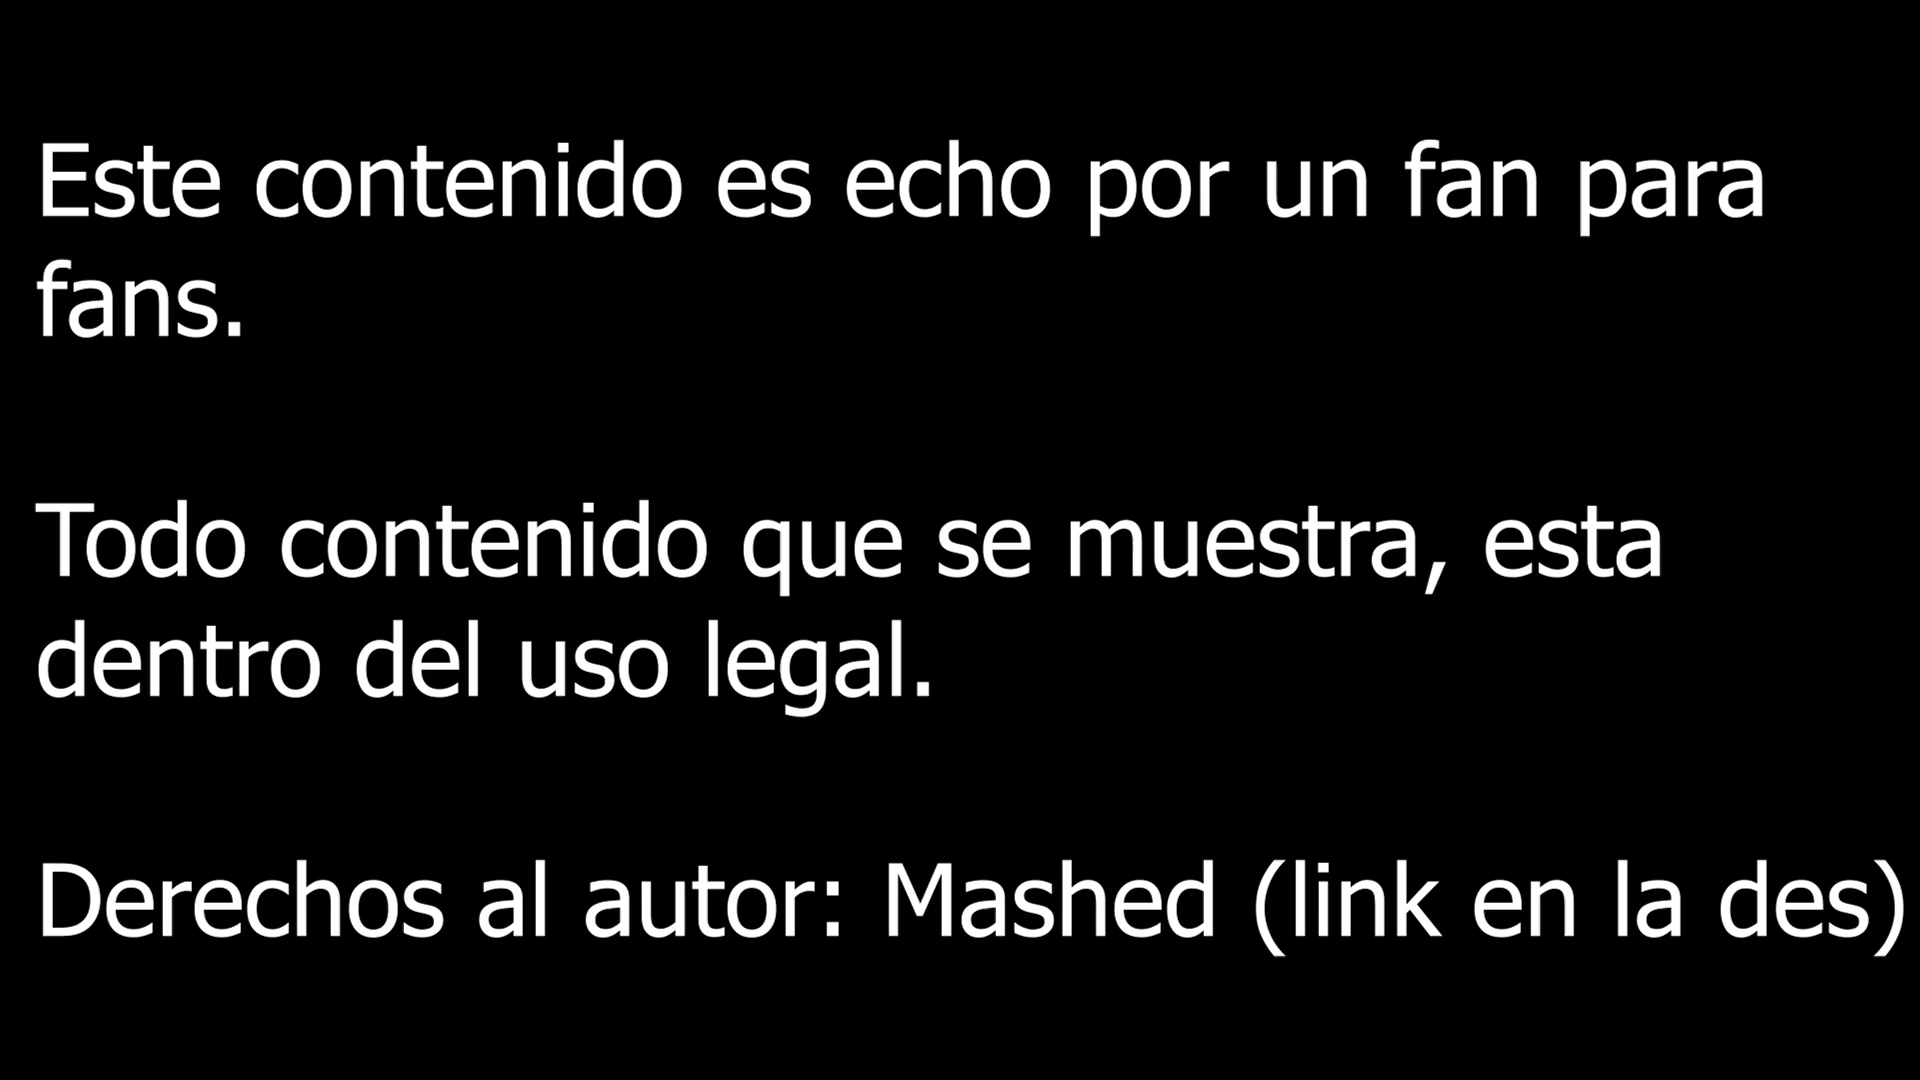 Este contenido es echo por un fan para
fans.
Todo contenido que se muestra, esta
dentro del uso legal.
Derechos al autor: Mashed (link en la des)